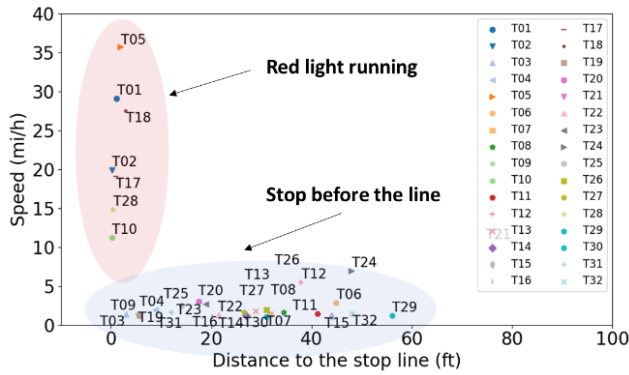 40
35
30
25
20
15
10
5
0
Speed (mi/h)
0
20
40
60
80
100
Distance to the stop line (ft)
Red light running
Stop before the line
T05
T01
T18
T02
T17
T28
T10
T21
T26
T24
T13
T12
T25
T20
T27
T08
T06
T09
T04
T23
T22
T11
T29
T03
T19
T31
T16
T14
T30
T07
T15
T32
T01
T02
T03
T04
T05
T06
T07
T08
T09
T10
T11
T12
T13
T14
T15
T16
T17
T18
T19
T20
T21
T22
T23
T24
T25
T26
T27
T28
T29
T30
T31
T32